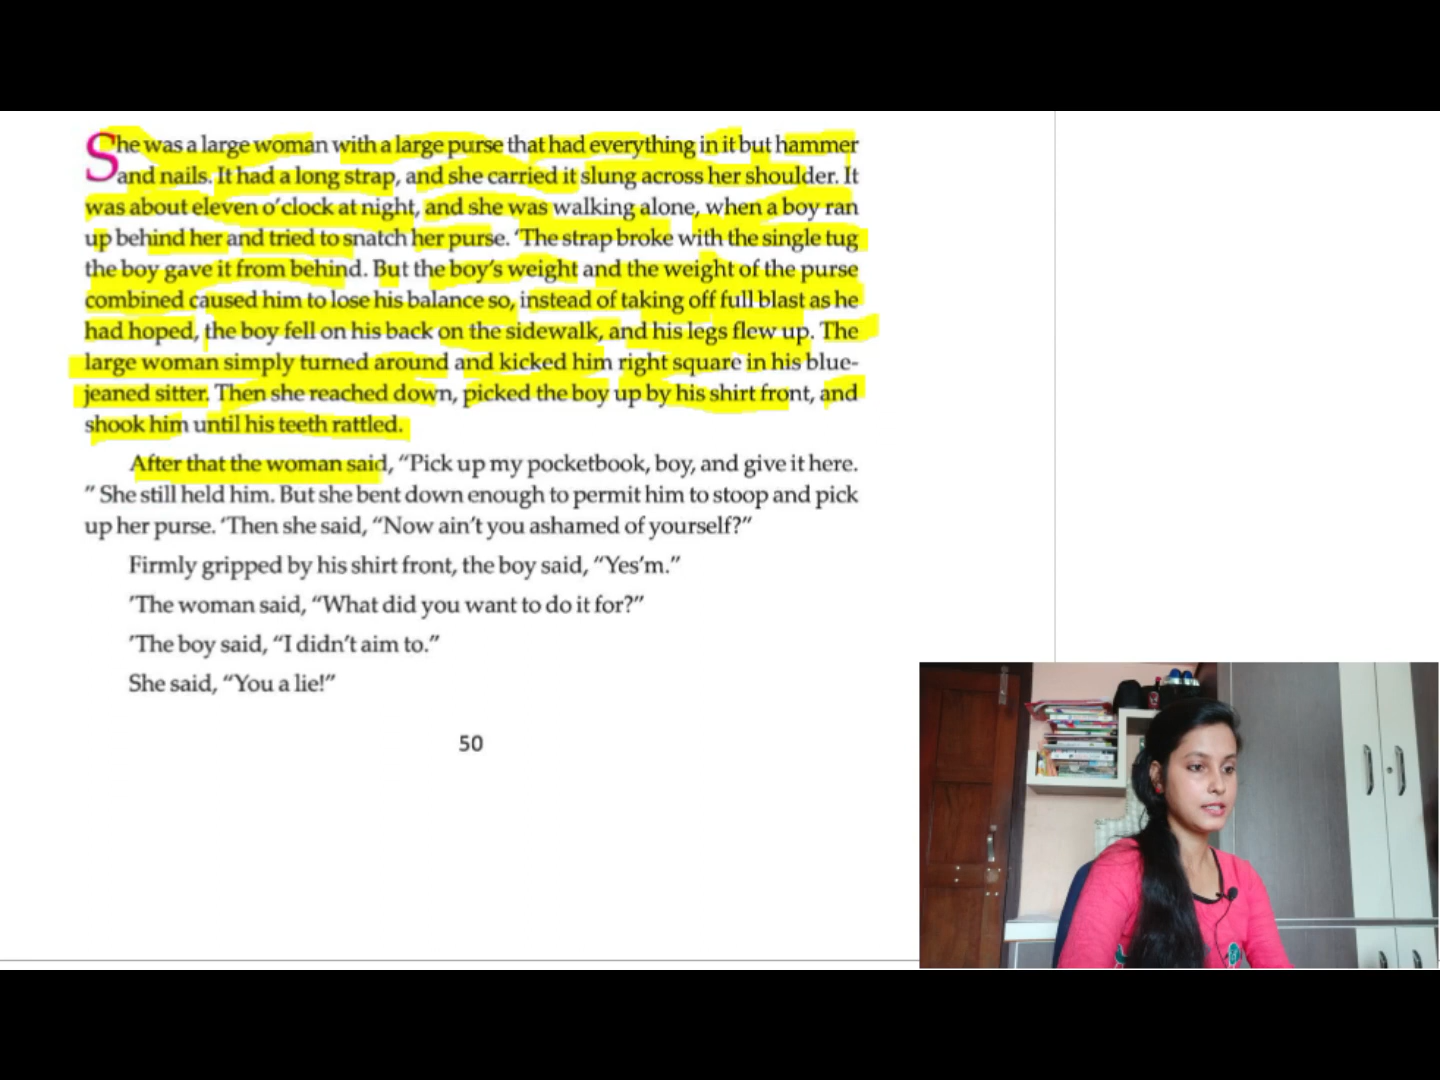 She was a large woman with a large purse that had everything in it but hammer
and nails. It had a long strap, and she carried it slung across her shoulder. It
was about eleven o’clock at night, and she was walking alone, when a boy ran
up behind her and tried to snatch her purse. ‘The strap broke with the single tug
the boy gave it from behind. But the boy’s weight and the weight of the purse
combined caused him to lose his balance so, instead of taking off full blast as he
had hoped, the boy fell on his back on the sidewalk, and his legs flew up. The
large woman simply turned around and kicked him right square in his blue-
jeaned sitter. Then she reached down, picked the boy up by his shirt front, and
shook him until his teeth rattled.
After that the woman said, “Pick up my pocketbook, boy, and give it here.
” She still held him. But she bent down enough to permit him to stoop and pick
up her purse. ‘Then she said, “Now ain’t you ashamed of yourself?”
Firmly gripped by his shirt front, the boy said, “Yes’m.”
’The woman said, “What did you want to do it for?”
’The boy said, “I didn’t aim to.”
She said, “You a lie!”
50